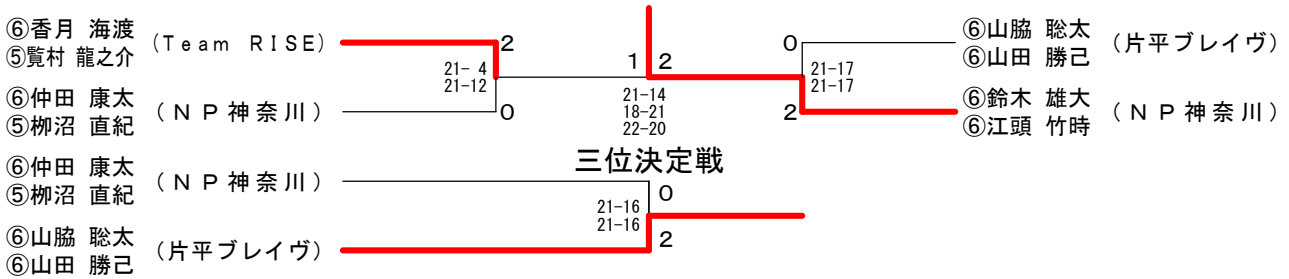 ⑥香月 海渡
⑤覧村 龍之介
(Team RISE)
2
21- 4
21-12
⑥仲田 康太
⑤栁沼 直紀
(ＮＰ神奈川)
0
1 2
21-14
18-21
22-20
0
21-17
21-17
2
⑥山脇 聡太
⑥山田 勝己
(片平ブレイヴ)
⑥鈴木 雄大
⑥江頭 竹時
(ＮＰ神奈川)
三位決定戦
⑥仲田 康太
⑤栁沼 直紀
(ＮＰ神奈川)
0
21-16
21-16
2
⑥山脇 聡太
⑥山田 勝己
(片平ブレイヴ)